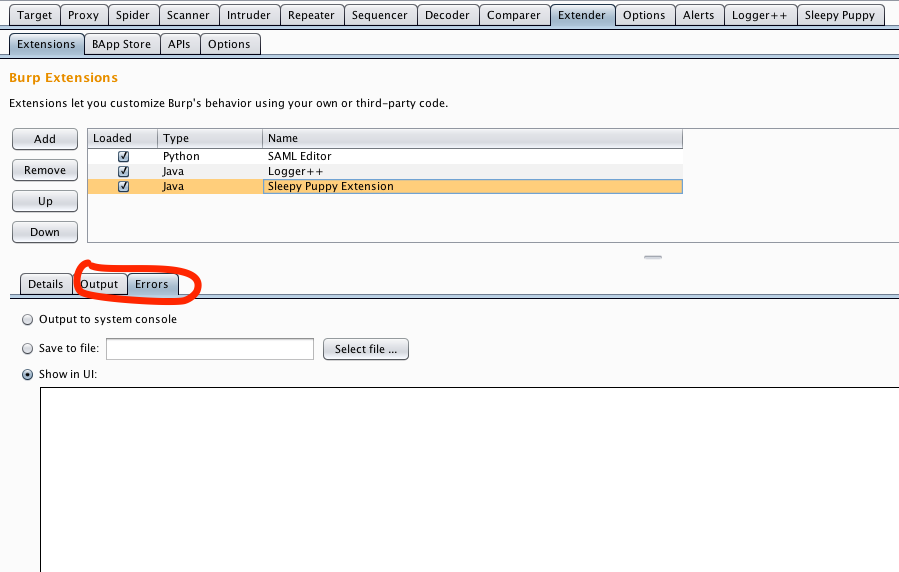 Target Proxy Spider Scanner Intruder Repeater Sequencer Decoder Comparer Extender Options Alerts Logger++ Sleepy Puppy
Extensions BApp Store APIs Options
Burp Extensions
Extensions let you customize Burp's behavior using your own or third-party code.
Add Loaded Type Name
Python SAML Editor
Remove Java Logger++
Java Sleepy Puppy Extension
Up
Down
Details Output Errors
Output to system console
Save to file: Select file ...
Show in UI: